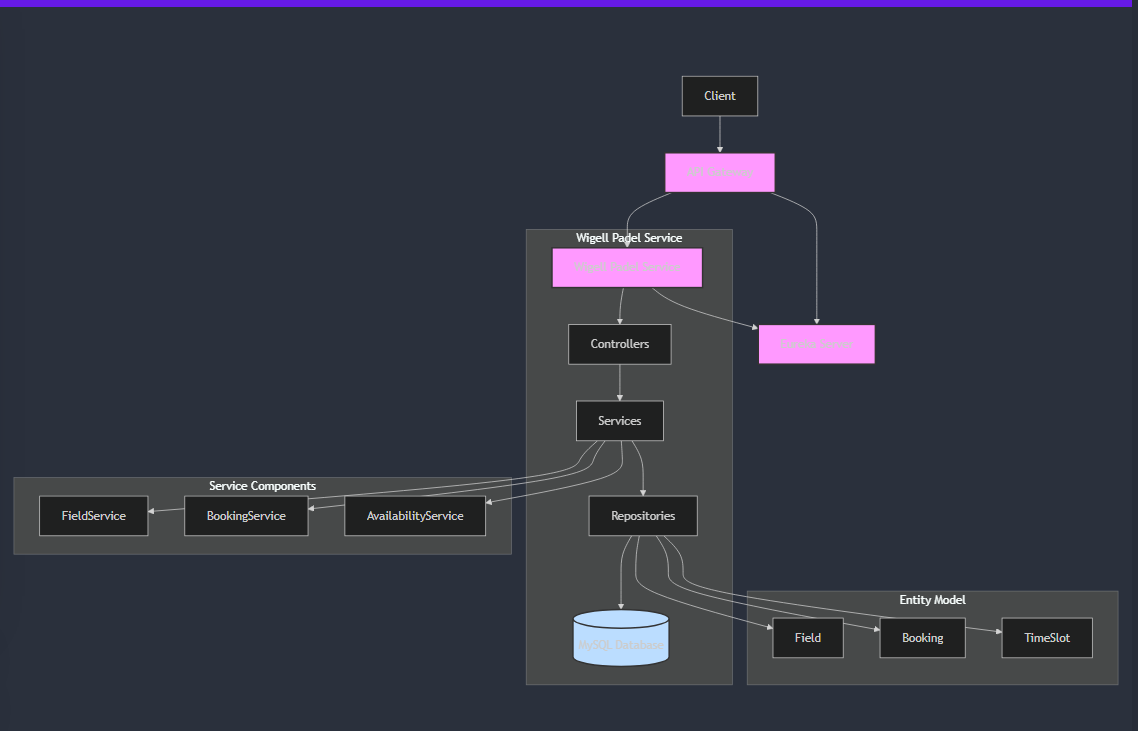 Client
API Gateway
Wigell Padel Service
Wigell Padel Service
Eureka Server
Controllers
Services
Service Components
FieldService
BookingService
AvailabilityService
Repositories
Entity Model
MySQL Database
Field
Booking
TimeSlot